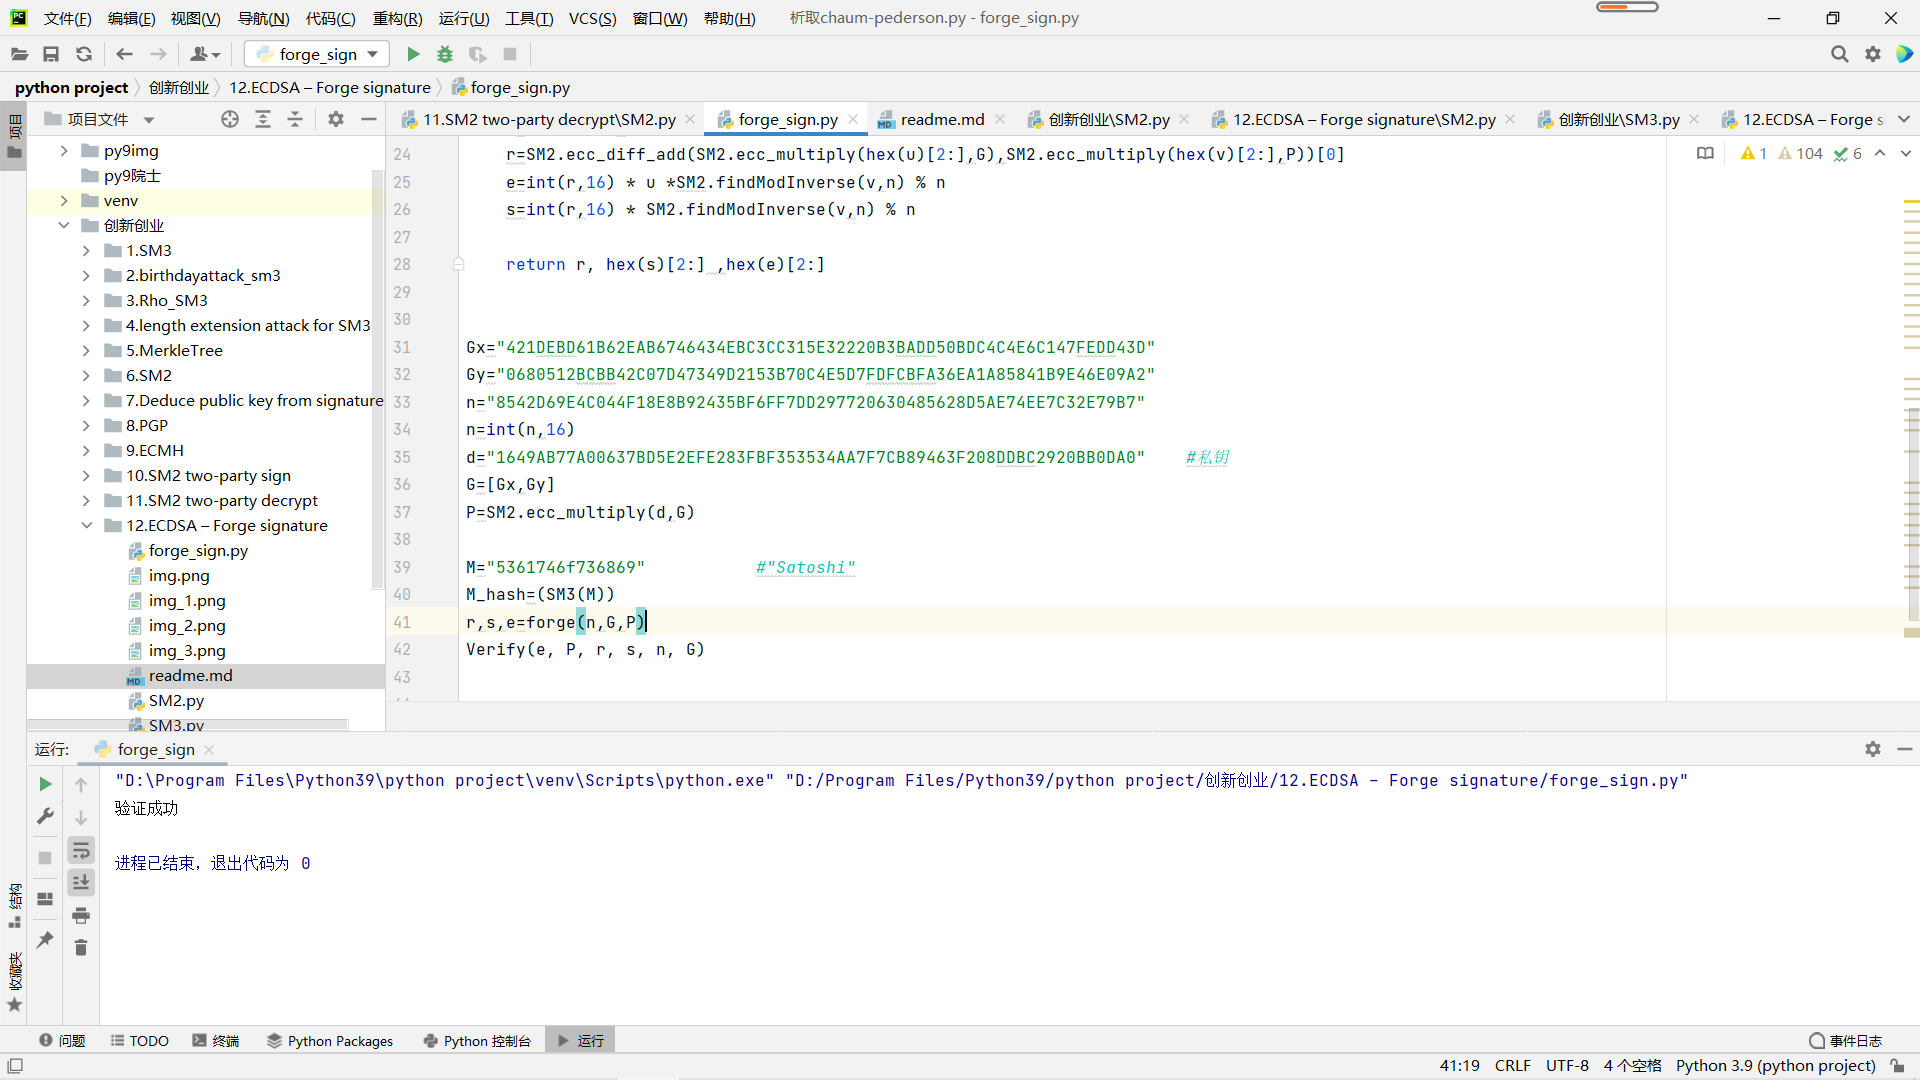 文件(F) 编辑(E) 视图(V) 导航(N) 代码(C) 重构(R) 运行(U) 工具(T) VCS(S) 窗口(W) 帮助(H) 析取chaum-pederson.py - forge_sign.py
forge_sign
python project 创新创业 12.ECDSA – Forge signature forge_sign.py
项目
项目文件
11.SM2 two-party decrypt\SM2.py forge_sign.py readme.md 创新创业\SM2.py 12.ECDSA – Forge signature\SM2.py 创新创业\SM3.py 12.ECDSA – Forge s
py9img
py9院士
venv
创新创业
1.SM3
2.birthdayattack_sm3
3.Rho_SM3
4.length extension attack for SM3
5.MerkleTree
6.SM2
7.Deduce public key from signature
8.PGP
9.ECMH
10.SM2 two-party sign
11.SM2 two-party decrypt
12.ECDSA – Forge signature
forge_sign.py
img.png
img_1.png
img_2.png
img_3.png
readme.md
SM2.py
SM3.py
1 104 6
24 r=SM2.ecc_diff_add(SM2.ecc_multiply(hex(u)[2:],G),SM2.ecc_multiply(hex(v)[2:],P))[0]
25 e=int(r,16) * u *SM2.findModInverse(v,n) % n
26 s=int(r,16) * SM2.findModInverse(v,n) % n
27
28 return r, hex(s)[2:] ,hex(e)[2:]
29
30
31 Gx="421DEBD61B62EAB6746434EBC3CC315E32220B3BADD50BDC4C4E6C147FEDD43D"
32 Gy="0680512BCBB42C07D47349D2153B70C4E5D7FDFCBFA36EA1A85841B9E46E09A2"
33 n="8542D69E4C044F18E8B92435BF6FF7DD297720630485628D5AE74EE7C32E79B7"
34 n=int(n,16)
35 d="1649AB77A00637BD5E2EFE283FBF353534AA7F7CB89463F208DDBC2920BB0DA0" #私钥
36 G=[Gx,Gy]
37 P=SM2.ecc_multiply(d,G)
38
39 M="5361746f736869" #"Satoshi"
40 M_hash=(SM3(M))
41 r,s,e=forge(n,G,P)
42 Verify(e, P, r, s, n, G)
43
运行: forge_sign
"D:\Program Files\Python39\python project\venv\Scripts\python.exe" "D:/Program Files/Python39/python project/创新创业/12.ECDSA – Forge signature/forge_sign.py"
验证成功
进程已结束，退出代码为 0
结构
收藏夹
问题 TODO 终端 Python Packages Python 控制台 运行 事件日志
41:19 CRLF UTF-8 4 个空格 Python 3.9 (python project)